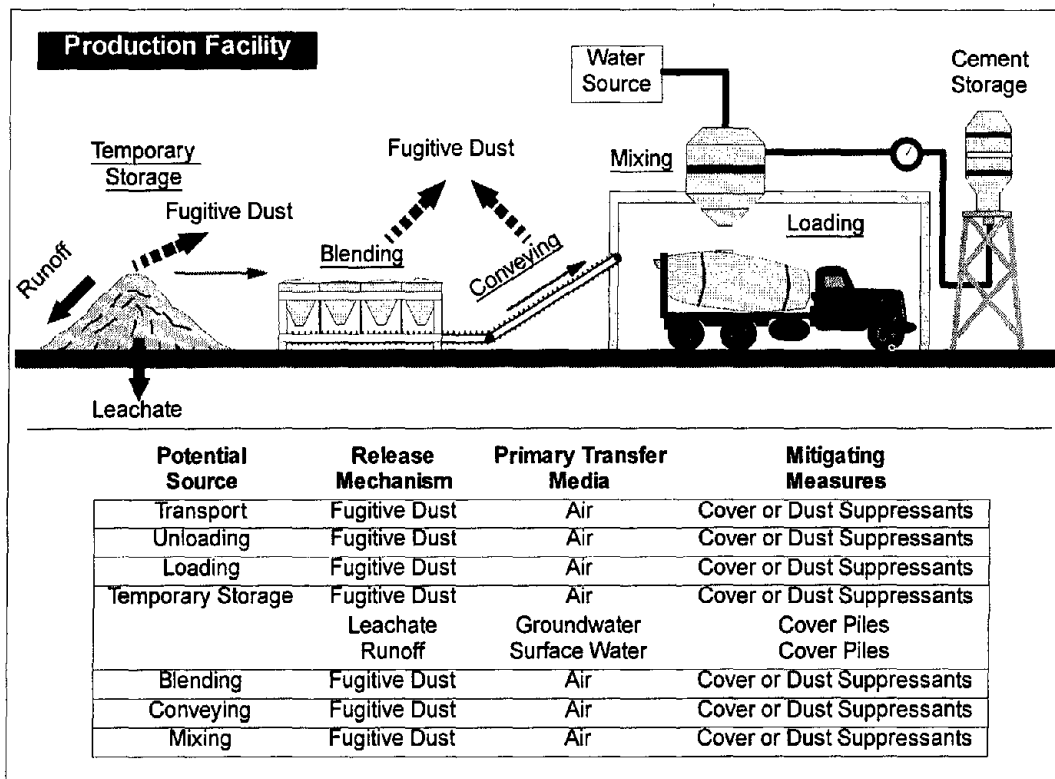 Production Facility
Water
Source
Cement
Storage
Temporary
Storage
Fugitive Dust
Mixing
Fugitive Dust
Runoff
Blending
Conveying
Loading
Leachate
Potential Source Release Mechanism Primary Transfer Media Mitigating Measures
Transport Fugitive Dust Air Cover or Dust Suppressants
Unloading Fugitive Dust Air Cover or Dust Suppressants
Loading Fugitive Dust Air Cover or Dust Suppressants
Temporary Storage Fugitive Dust Air Cover or Dust Suppressants
Leachate Groundwater Cover Piles
Runoff Surface Water Cover Piles
Blending Fugitive Dust Air Cover or Dust Suppressants
Conveying Fugitive Dust Air Cover or Dust Suppressants
Mixing Fugitive Dust Air Cover or Dust Suppressants